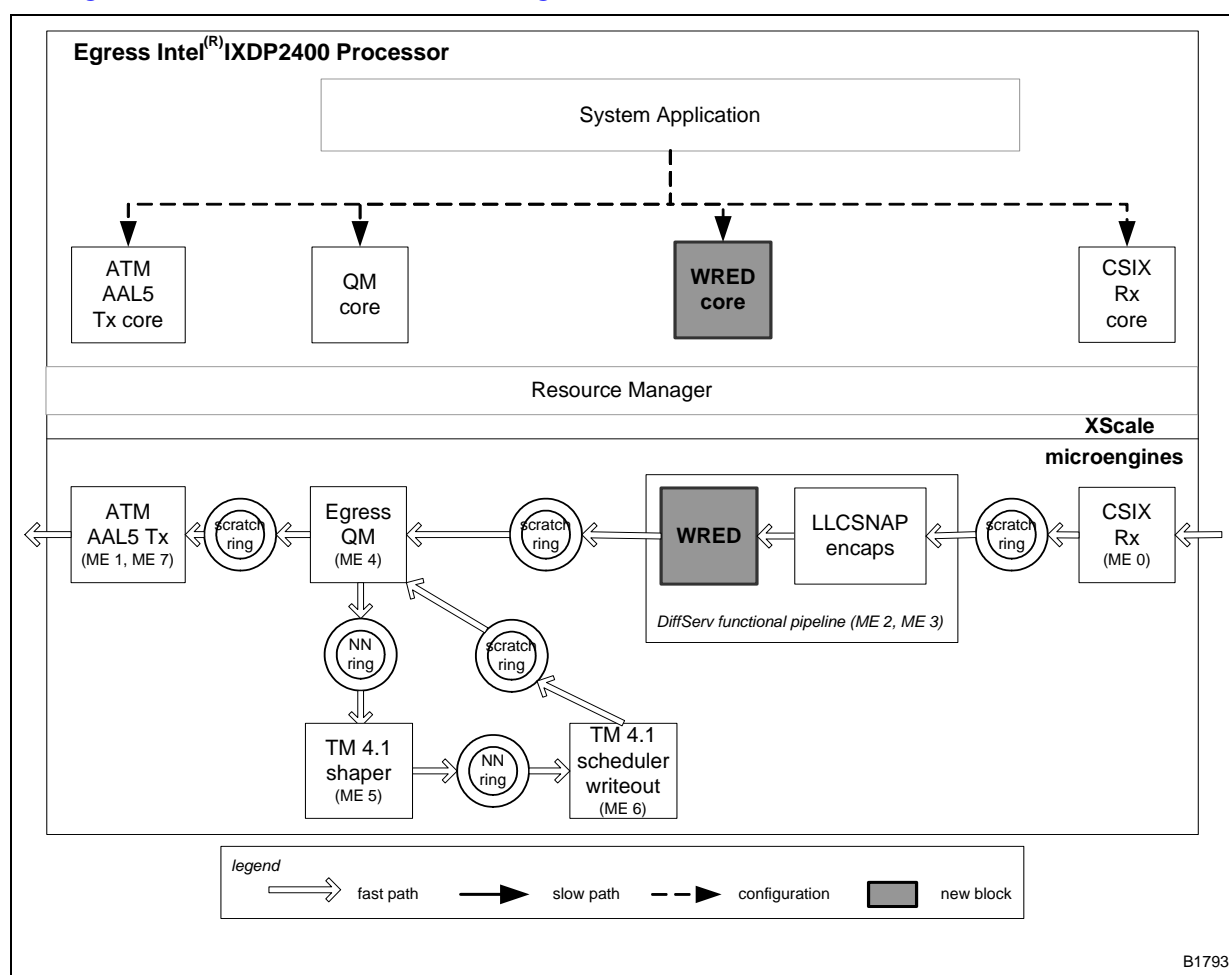 Egress Intel(R)IXDP2400 Processor
System Application
ATM
AAL5
Tx core
QM
core
WRED
core
CSIX
Rx
core
Resource Manager
XScale
microengines
ATM
AAL5 Tx
(ME 1, ME 7)
scratch
ring
Egress
QM
(ME 4)
scratch
ring
WRED
LLCSNAP
encaps
DiffServ functional pipeline (ME 2, ME 3)
scratch
ring
CSIX
Rx
(ME 0)
NN
ring
scratch
ring
TM 4.1
shaper
(ME 5)
NN
ring
TM 4.1
scheduler
writeout
(ME 6)
legend
fast path
slow path
configuration
new block
B1793